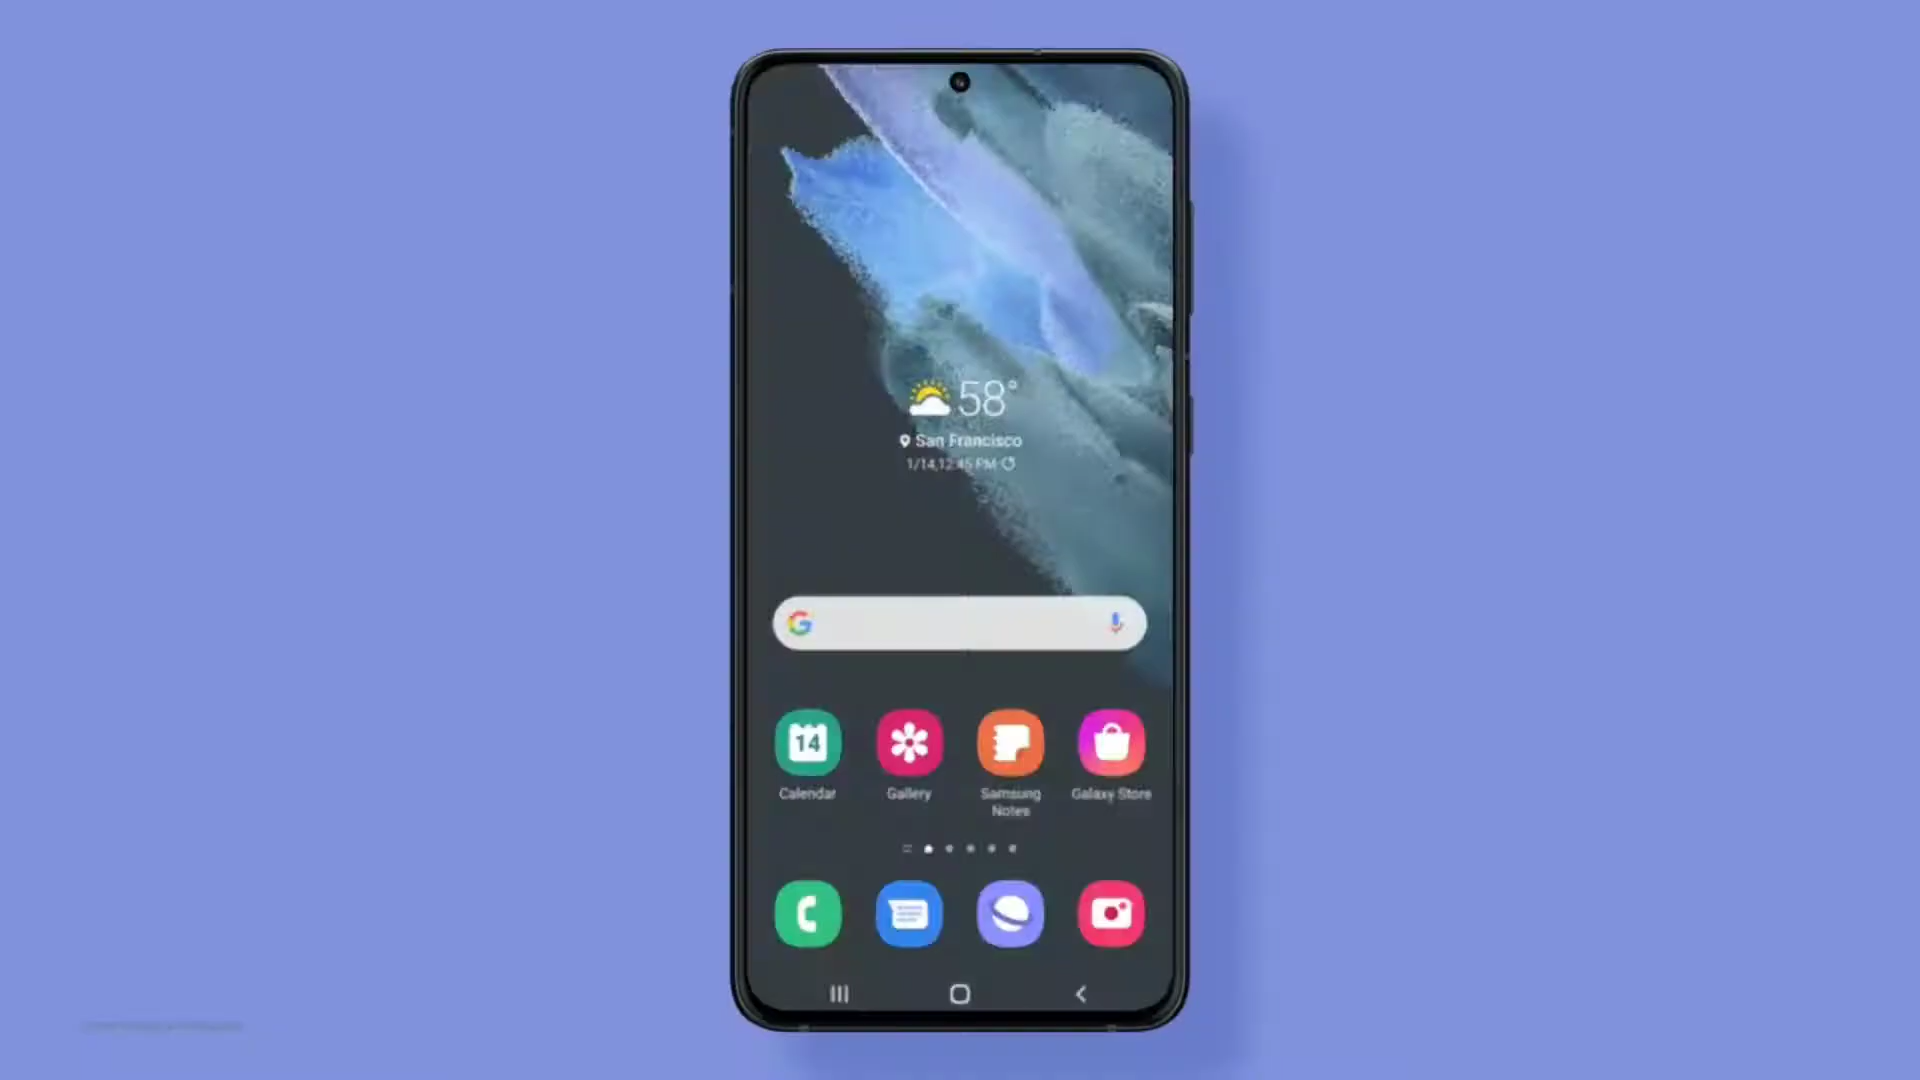 58°
San Francisco
1/14,12:45 PM
G
14
Calendar
Gallery
Samsung
Notes
Galaxy Store